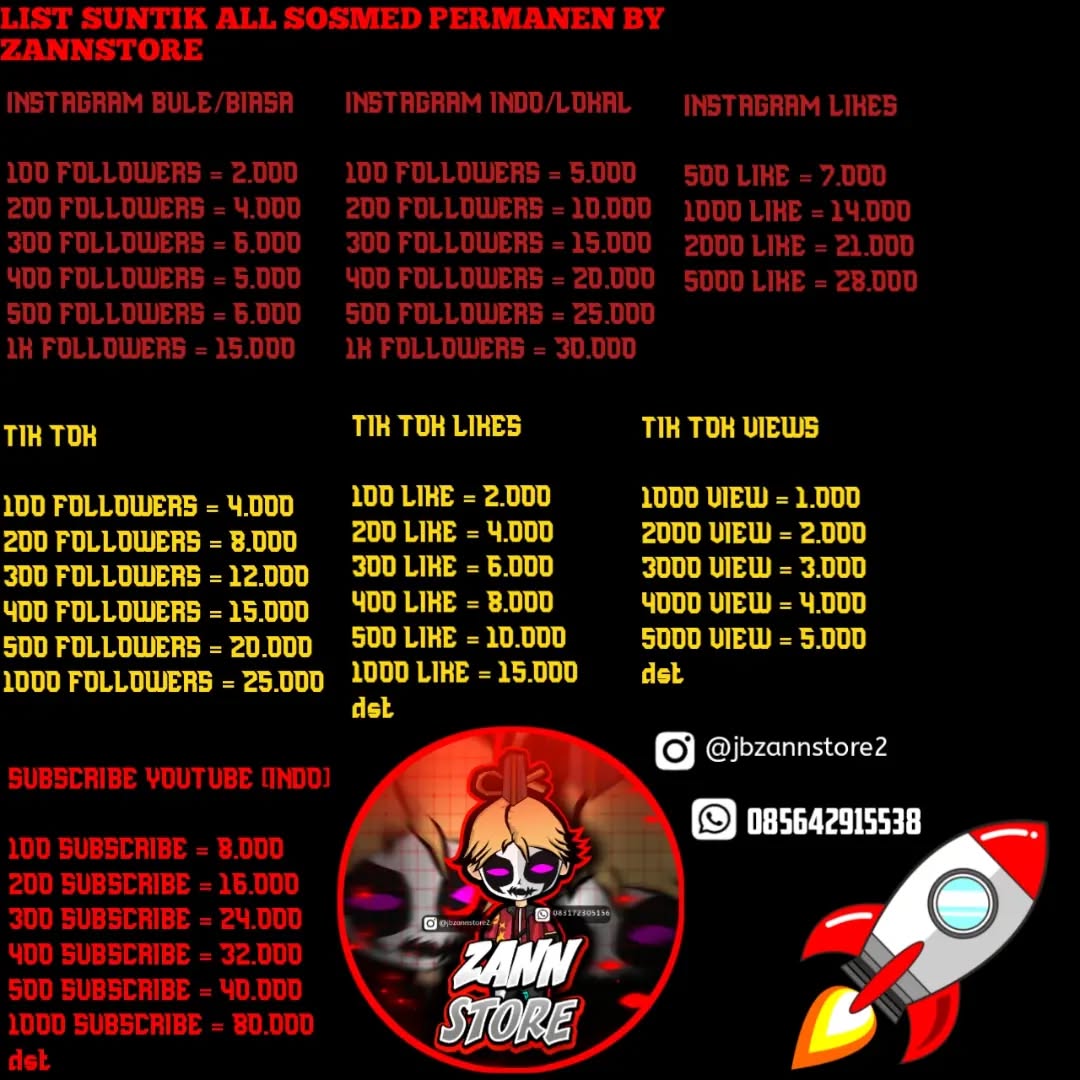 LIST SUNTIK ALL SOSMED PERMANEN BY
ZANNSTORE
INSTAGRAM BULE/BIASA
100 FOLLOWERS = 2.000
200 FOLLOWERS = 4.000
300 FOLLOWERS = 6.000
400 FOLLOWERS = 5.000
500 FOLLOWERS = 6.000
1K FOLLOWERS = 15.000
INSTAGRAM INDO/LOKAL
100 FOLLOWERS = 5.000
200 FOLLOWERS = 10.000
300 FOLLOWERS = 15.000
400 FOLLOWERS = 20.000
500 FOLLOWERS = 25.000
1K FOLLOWERS = 30.000
INSTAGRAM LIKES
500 LIKE = 7.000
1000 LIKE = 14.000
2000 LIKE = 21.000
5000 LIKE = 28.000
TIK TOK
100 FOLLOWERS = 4.000
200 FOLLOWERS = 8.000
300 FOLLOWERS = 12.000
400 FOLLOWERS = 15.000
500 FOLLOWERS = 20.000
1000 FOLLOWERS = 25.000
TIK TOK LIKES
100 LIKE = 2.000
200 LIKE = 4.000
300 LIKE = 6.000
400 LIKE = 8.000
500 LIKE = 10.000
1000 LIKE = 15.000
dst
TIK TOK VIEWS
1000 VIEW = 1.000
2000 VIEW = 2.000
3000 VIEW = 3.000
4000 VIEW = 4.000
5000 VIEW = 5.000
dst
SUBSCRIBE YOUTUBE [INDO]
100 SUBSCRIBE = 8.000
200 SUBSCRIBE = 16.000
300 SUBSCRIBE = 24.000
400 SUBSCRIBE = 32.000
500 SUBSCRIBE = 40.000
1000 SUBSCRIBE = 80.000
dst
@jbzannstore2
085642915538
@jbzannstore2
083172305156
ZANN
STORE